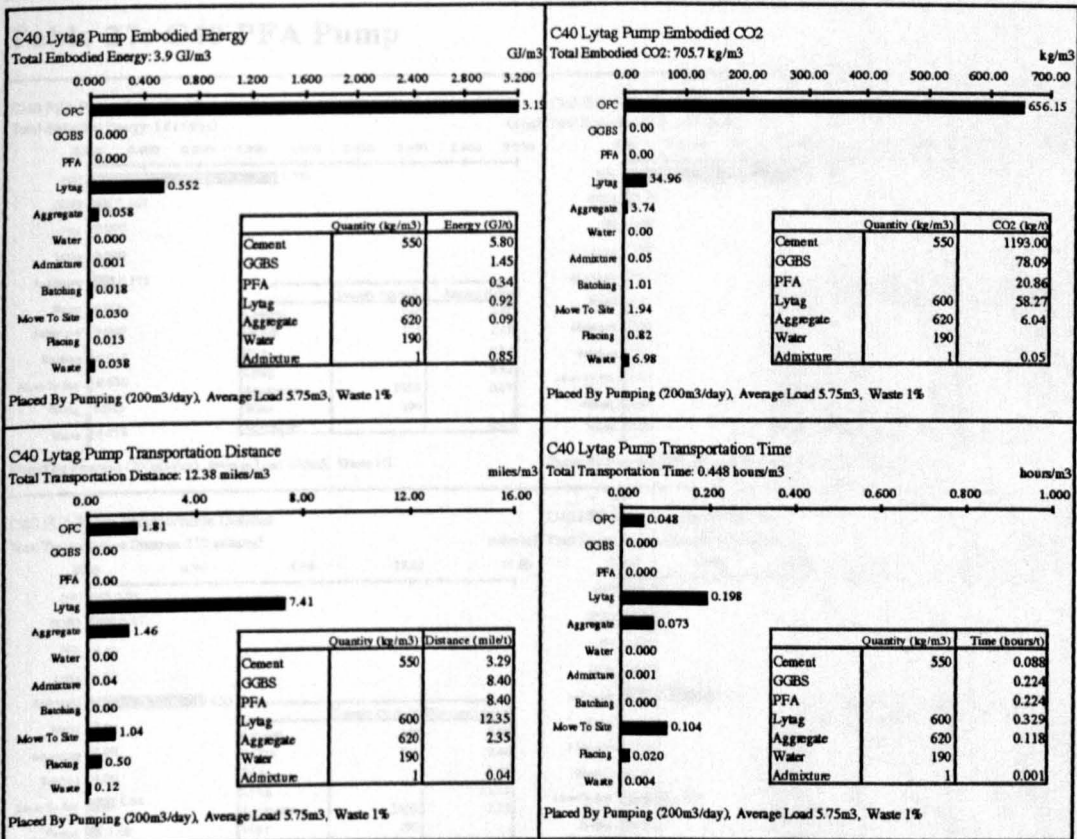 C40 Lytag Pump Embodied Energy
Total Embodied Energy: 3.9 GJ/m3
GJ/m3
0.000 0.400 0.800 1.200 1.600 2.000 2.400 2.800 3.200
OPC 3.19
GGBS 0.000
PFA 0.000
Lytag 0.552
Aggregate 0.058
Water 0.000
Admixture 0.001
Batching 0.018
Move To Site 0.030
Placing 0.013
Waste 0.038
Quantity (kg/m3) Energy (GJ/t)
Cement 550 5.80
GGBS 1.45
PFA 0.34
Lytag 600 0.92
Aggregate 620 0.09
Water 190
Admixture 1 0.85
Placed By Pumping (200m3/day), Average Load 5.75m3, Waste 1%
C40 Lytag Pump Embodied CO2
Total Embodied CO2: 705.7 kg/m3
kg/m3
0.00 100.00 200.00 300.00 400.00 500.00 600.00 700.00
OPC 656.15
GGBS 0.00
PFA 0.00
Lytag 34.96
Aggregate 3.74
Water 0.00
Admixture 0.05
Batching 1.01
Move To Site 1.94
Placing 0.82
Waste 6.98
Quantity (kg/m3) CO2 (kg/t)
Cement 550 1193.00
GGBS 78.09
PFA 20.86
Lytag 600 58.27
Aggregate 620 6.04
Water 190
Admixture 1 0.05
Placed By Pumping (200m3/day), Average Load 5.75m3, Waste 1%
C40 Lytag Pump Transportation Distance
Total Transportation Distance: 12.38 miles/m3
miles/m3
0.00 4.00 8.00 12.00 16.00
OPC 1.81
GGBS 0.00
PFA 0.00
Lytag 7.41
Aggregate 1.46
Water 0.00
Admixture 0.04
Batching 0.00
Move To Site 1.04
Placing 0.50
Waste 0.12
Quantity (kg/m3) Distance (mile/t)
Cement 550 3.29
GGBS 8.40
PFA 8.40
Lytag 600 12.35
Aggregate 620 2.35
Water 190
Admixture 1 0.04
Placed By Pumping (200m3/day), Average Load 5.75m3, Waste 1%
C40 Lytag Pump Transportation Time
Total Transportation Time: 0.448 hours/m3
hours/m3
0.000 0.200 0.400 0.600 0.800 1.000
OPC 0.048
GGBS 0.000
PFA 0.000
Lytag 0.198
Aggregate 0.073
Water 0.000
Admixture 0.001
Batching 0.000
Move To Site 0.104
Placing 0.020
Waste 0.004
Quantity (kg/m3) Time (hours/t)
Cement 550 0.088
GGBS 0.224
PFA 0.224
Lytag 600 0.329
Aggregate 620 0.118
Water 190
Admixture 1 0.001
Placed By Pumping (200m3/day), Average Load 5.75m3, Waste 1%